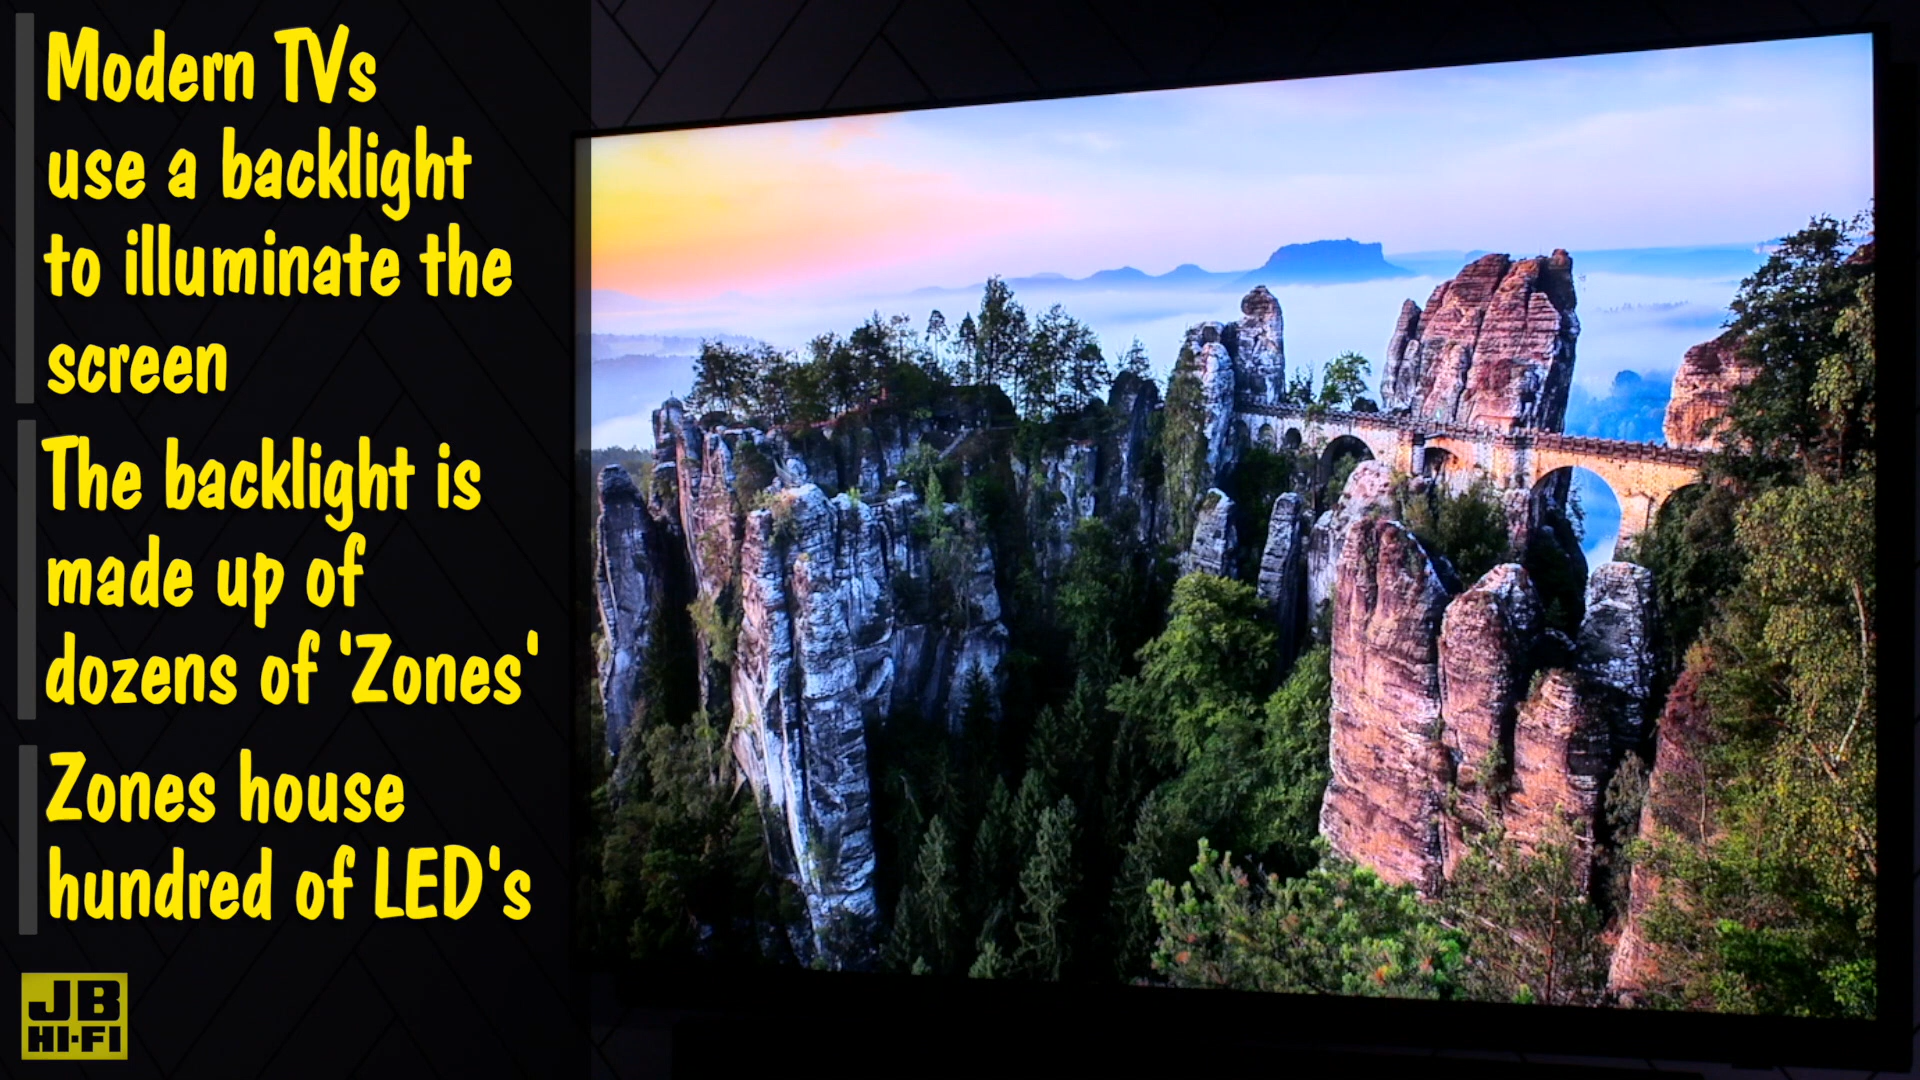 Modern TVs
use a backlight
to illuminate the
screen
The backlight is
made up of
dozens of 'Zones'
Zones house
hundred of LED's
JB
HI-FI